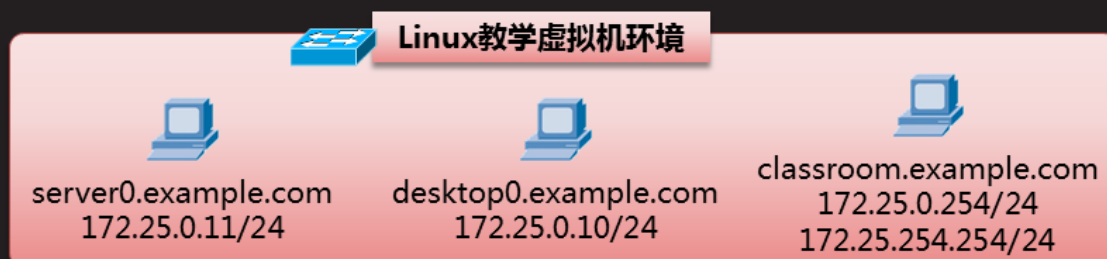 Linux教学虚拟机环境
server0.example.com
172.25.0.11/24
desktop0.example.com
172.25.0.10/24
classroom.example.com
172.25.0.254/24
172.25.254.254/24